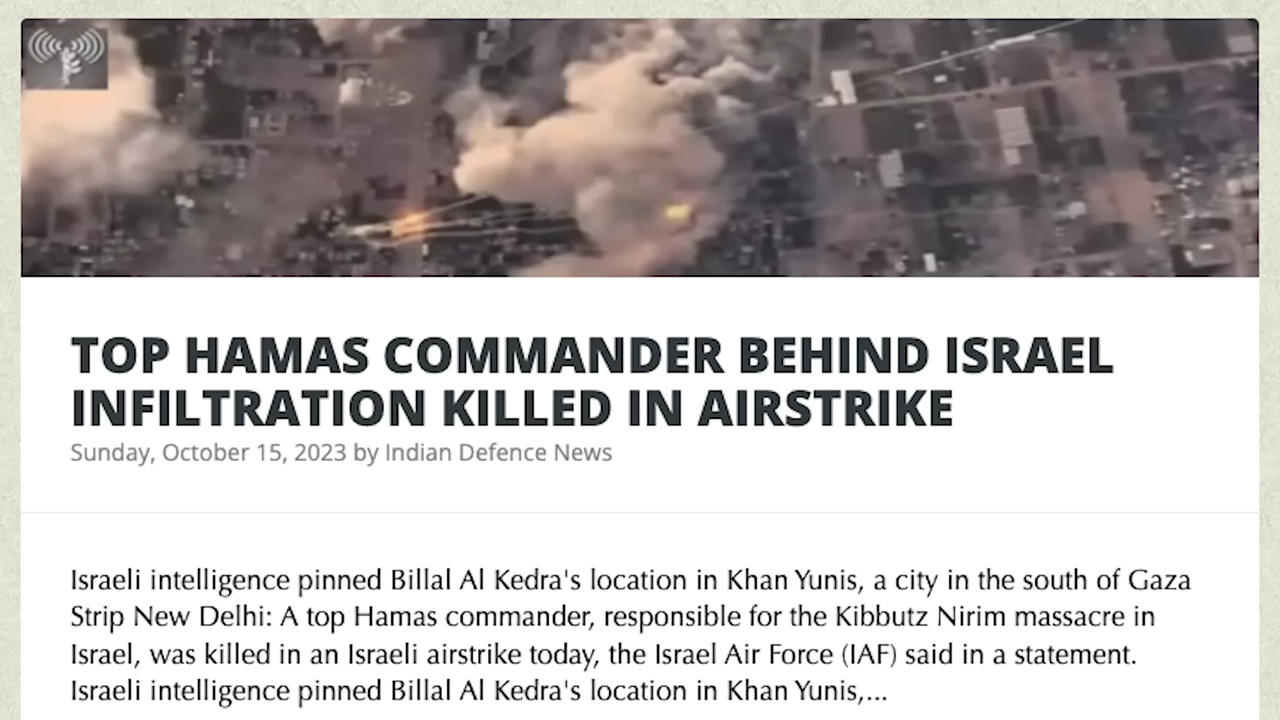 TOP HAMAS COMMANDER BEHIND ISRAEL
INFILTRATION KILLED IN AIRSTRIKE
Sunday, October 15, 2023 by Indian Defence News
Israeli intelligence pinned Billal Al Kedra's location in Khan Yunis, a city in the south of Gaza
Strip New Delhi: A top Hamas commander, responsible for the Kibbutz Nirim massacre in
Israel, was killed in an Israeli airstrike today, the Israel Air Force (IAF) said in a statement.
Israeli intelligence pinned Billal Al Kedra's location in Khan Yunis,...